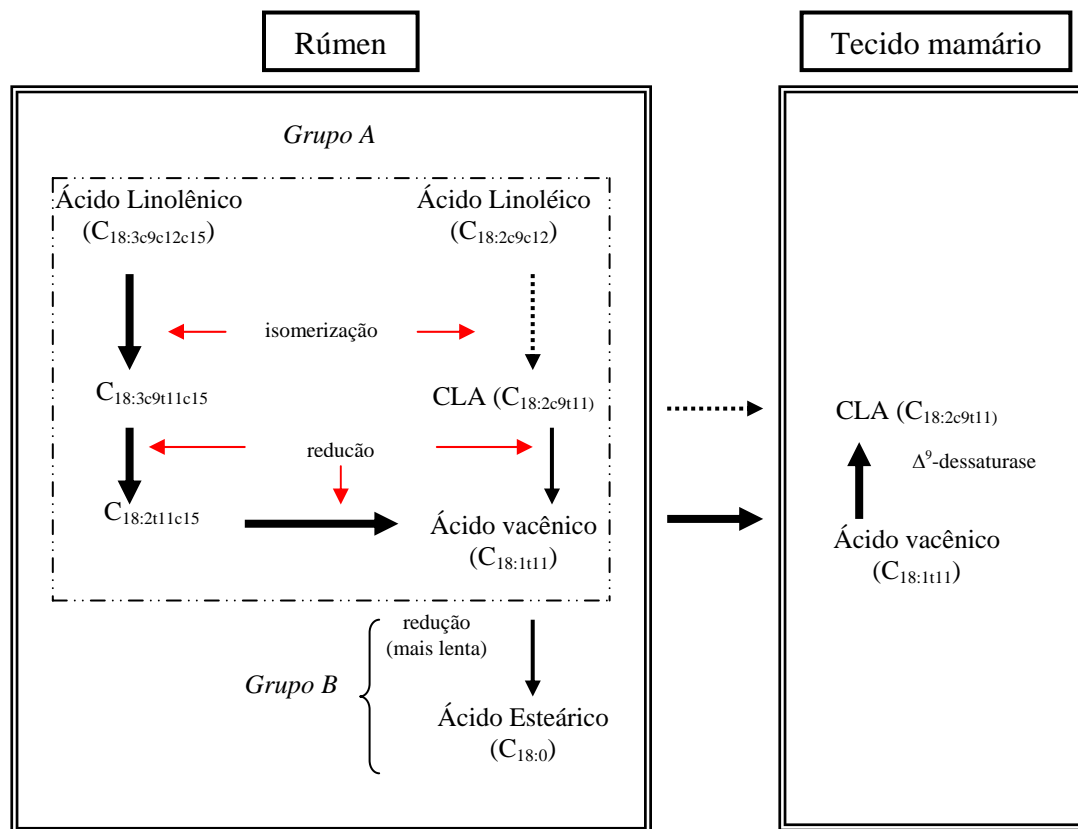 Rúmen
Tecido mamário
Grupo A
Ácido Linolênico
(C18:3c9c12c15)
Ácido Linoléico
(C18:2c9c12)
isomerização
C18:3c9t11c15
CLA (C18:2c9t11)
redução
C18:2t11c15
Ácido vacênico
(C18:1t11)
redução
(mais lenta)
Grupo B
Ácido Esteárico
(C18:0)
CLA (C18:2c9t11)
Δ9-dessaturase
Ácido vacênico
(C18:1t11)